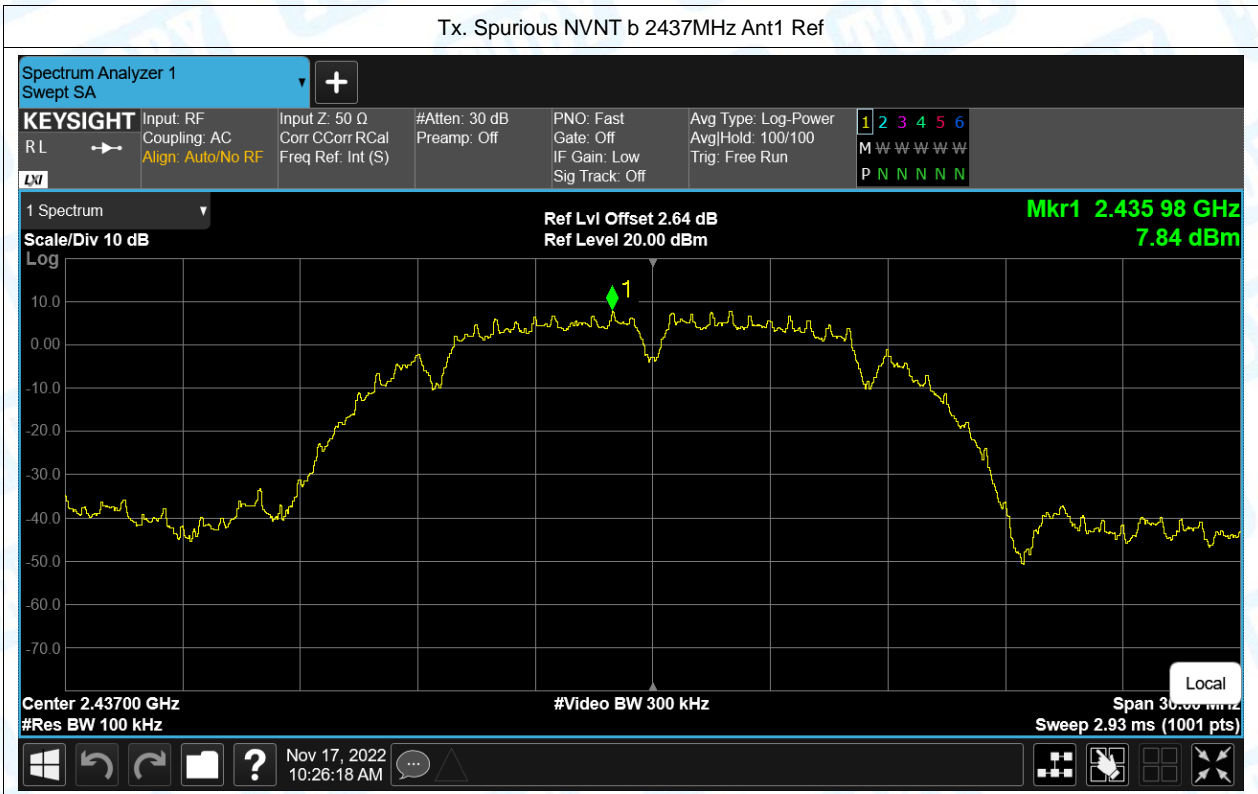 Tx. Spurious NVNT b 2437MHz Ant1 Ref
Spectrum Analyzer 1
Swept SA
KEYSIGHT
RL
LXI
Input: RF
Coupling: AC
Align: Auto/No RF
Input Z: 50 Ω
Corr CCorr RCal
Freq Ref: Int (S)
#Atten: 30 dB
Preamp: Off
PNO: Fast
Gate: Off
IF Gain: Low
Sig Track: Off
Avg Type: Log-Power
Avg|Hold: 100/100
Trig: Free Run
1 2 3 4 5 6
M W W W W W
P N N N N N
1 Spectrum
Scale/Div 10 dB
Ref Lvl Offset 2.64 dB
Ref Level 20.00 dBm
Mkr1 2.435 98 GHz
7.84 dBm
Log
1
10.0
0.00
-10.0
-20.0
-30.0
-40.0
-50.0
-60.0
-70.0
Local
Center 2.43700 GHz
#Video BW 300 kHz
Span 30.00 MHz
#Res BW 100 kHz
Sweep 2.93 ms (1001 pts)
?
Nov 17, 2022
10:26:18 AM